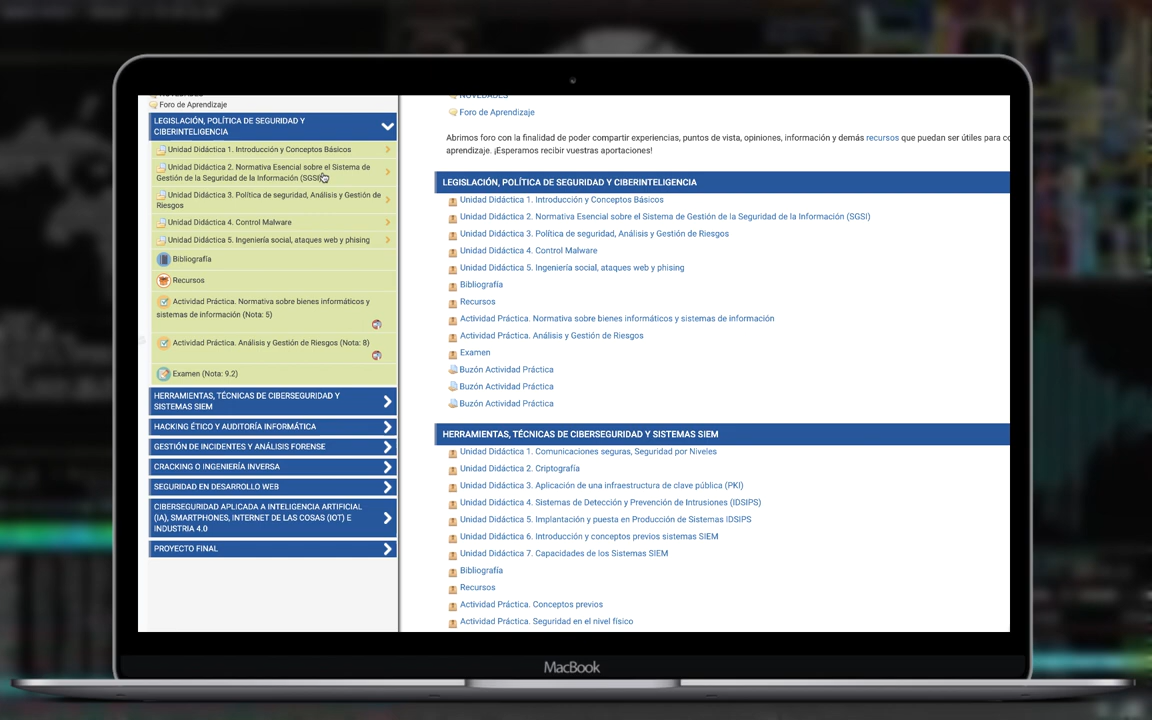 NOVEDADES
Foro de Aprendizaje
LEGISLACIÓN, POLÍTICA DE SEGURIDAD Y
CIBERINTELIGENCIA
Unidad Didáctica 1. Introducción y Conceptos Básicos
Unidad Didáctica 2. Normativa Esencial sobre el Sistema de
Gestión de la Seguridad de la Información (SGSI)
Unidad Didáctica 3. Política de seguridad, Análisis y Gestión de
Riesgos
Unidad Didáctica 4. Control Malware
Unidad Didáctica 5. Ingeniería social, ataques web y phising
Bibliografía
Recursos
Actividad Práctica. Normativa sobre bienes informáticos y
sistemas de información (Nota: 5)
Actividad Práctica. Análisis y Gestión de Riesgos (Nota: 8)
Examen (Nota: 9.2)
HERRAMIENTAS, TÉCNICAS DE CIBERSEGURIDAD Y
SISTEMAS SIEM
HACKING ÉTICO Y AUDITORÍA INFORMÁTICA
GESTIÓN DE INCIDENTES Y ANÁLISIS FORENSE
CRACKING O INGENIERÍA INVERSA
SEGURIDAD EN DESARROLLO WEB
CIBERSEGURIDAD APLICADA A INTELIGENCIA ARTIFICIAL
(IA), SMARTPHONES, INTERNET DE LAS COSAS (IOT) E
INDUSTRIA 4.0
PROYECTO FINAL
NOVEDADES
Foro de Aprendizaje
Abrimos foro con la finalidad de poder compartir experiencias, puntos de vista, opiniones, información y demás recursos que puedan ser útiles para co
aprendizaje. ¡Esperamos recibir vuestras aportaciones!
LEGISLACIÓN, POLÍTICA DE SEGURIDAD Y CIBERINTELIGENCIA
Unidad Didáctica 1. Introducción y Conceptos Básicos
Unidad Didáctica 2. Normativa Esencial sobre el Sistema de Gestión de la Seguridad de la Información (SGSI)
Unidad Didáctica 3. Política de seguridad, Análisis y Gestión de Riesgos
Unidad Didáctica 4. Control Malware
Unidad Didáctica 5. Ingeniería social, ataques web y phising
Bibliografía
Recursos
Actividad Práctica. Normativa sobre bienes informáticos y sistemas de información
Actividad Práctica. Análisis y Gestión de Riesgos
Examen
Buzón Actividad Práctica
Buzón Actividad Práctica
Buzón Actividad Práctica
HERRAMIENTAS, TÉCNICAS DE CIBERSEGURIDAD Y SISTEMAS SIEM
Unidad Didáctica 1. Comunicaciones seguras, Seguridad por Niveles
Unidad Didáctica 2. Criptografía
Unidad Didáctica 3. Aplicación de una infraestructura de clave pública (PKI)
Unidad Didáctica 4. Sistemas de Detección y Prevención de Intrusiones (IDSIPS)
Unidad Didáctica 5. Implantación y puesta en Producción de Sistemas IDSIPS
Unidad Didáctica 6. Introducción y conceptos previos sistemas SIEM
Unidad Didáctica 7. Capacidades de los Sistemas SIEM
Bibliografía
Recursos
Actividad Práctica. Conceptos previos
Actividad Práctica. Seguridad en el nivel físico
MacBook